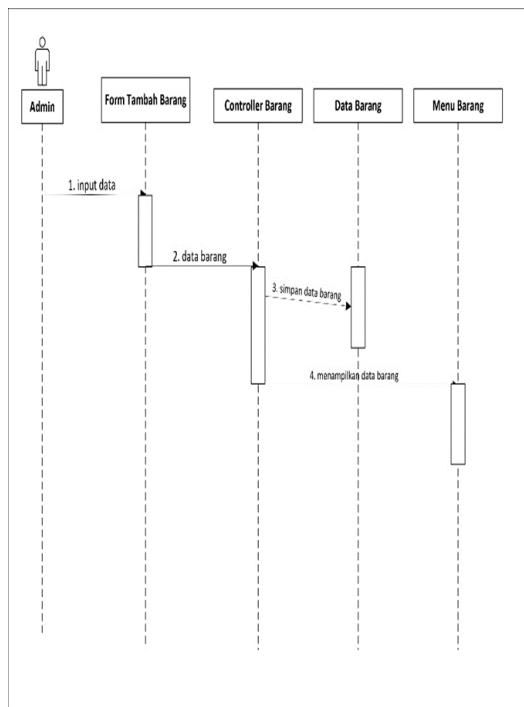 Admin
Form Tambah Barang
Controller Barang
Data Barang
Menu Barang
1. input data
2. data barang
3. simpan data barang
4. menampilkan data barang